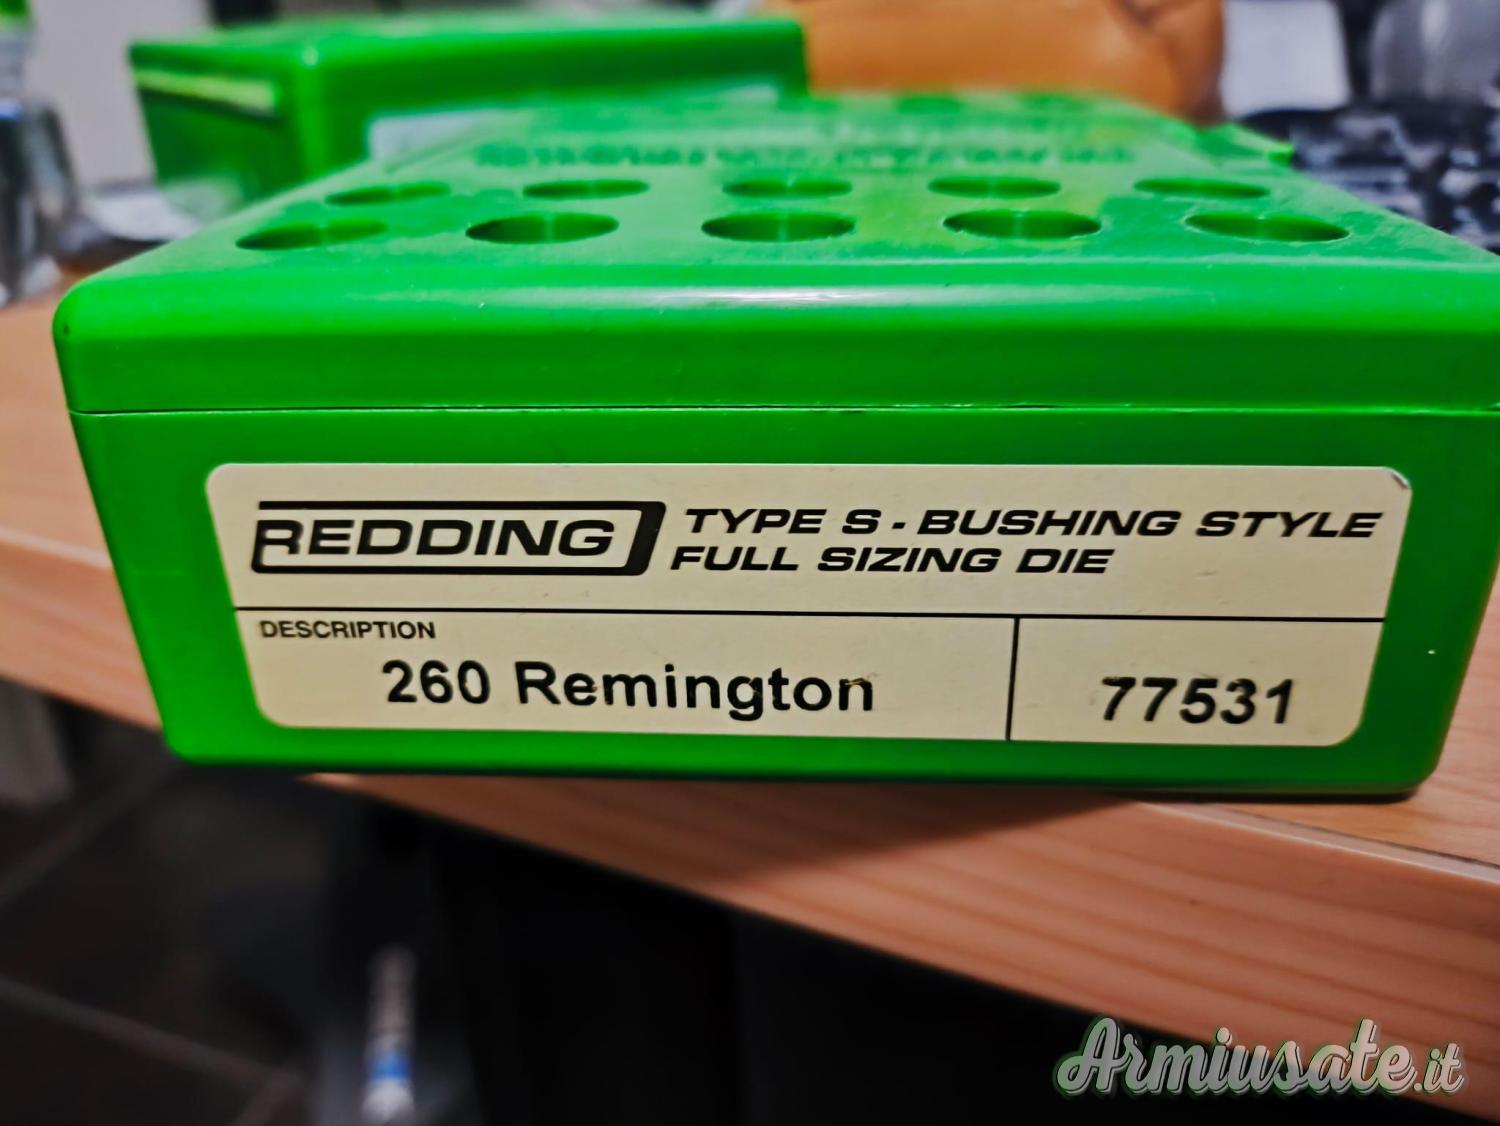 REDDING
TYPE S - BUSHING STYLE
FULL SIZING DIE
DESCRIPTION
260 Remington
77531
Armiusate.it